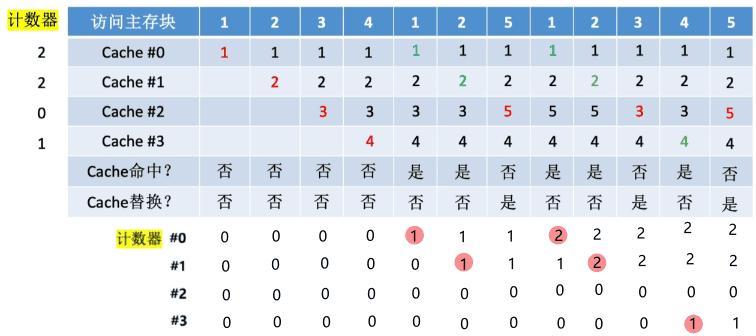 计数器 访问主存块 1 2 3 4 1 2 5 1 2 3 4 5
2 Cache #0 1 1 1 1 1 1 1 1 1 1 1 1
2 Cache #1 2 2 2 2 2 2 2 2 2 2 2
0 Cache #2 3 3 3 3 5 5 5 3 3 5
1 Cache #3 4 4 4 4 4 4 4 4 4
Cache命中? 否 否 否 否 是 是 否 是 是 否 是 否
Cache替换? 否 否 否 否 否 否 是 否 否 是 否 是
计数器 #0 0 0 0 0 1 1 1 2 2 2 2 2
#1 0 0 0 0 0 1 1 1 2 2 2 2
#2 0 0 0 0 0 0 0 0 0 0 0 0
#3 0 0 0 0 0 0 0 0 0 0 1 1